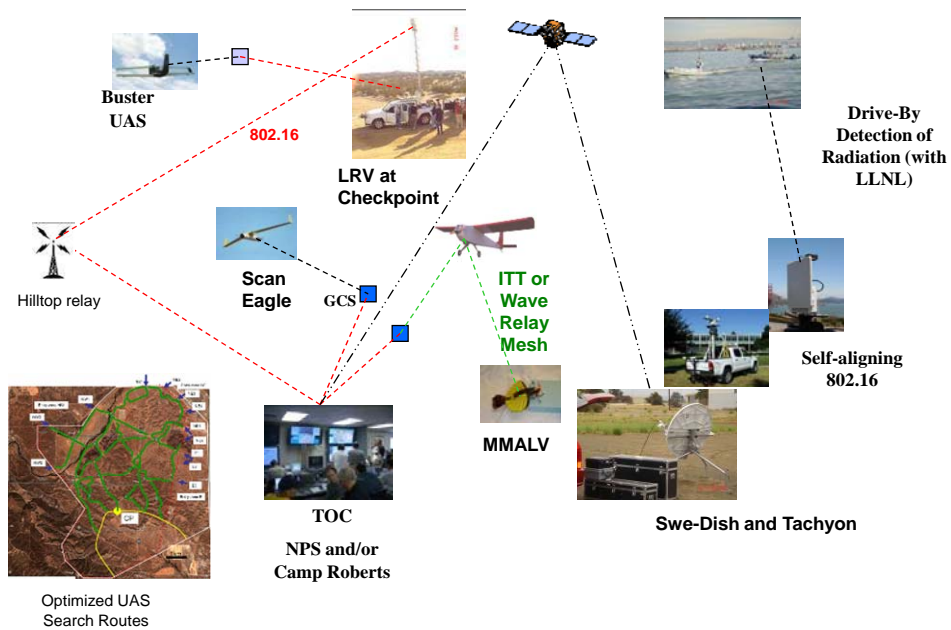 Buster
UAS
802.16
LRV at
Checkpoint
Drive-By
Detection of
Radiation (with
LLNL)
Hilltop relay
Scan
Eagle
GCS
ITT or
Wave
Relay
Mesh
Self-aligning
802.16
MMALV
TOC
NPS and/or
Camp Roberts
Swe-Dish and Tachyon
Optimized UAS
Search Routes